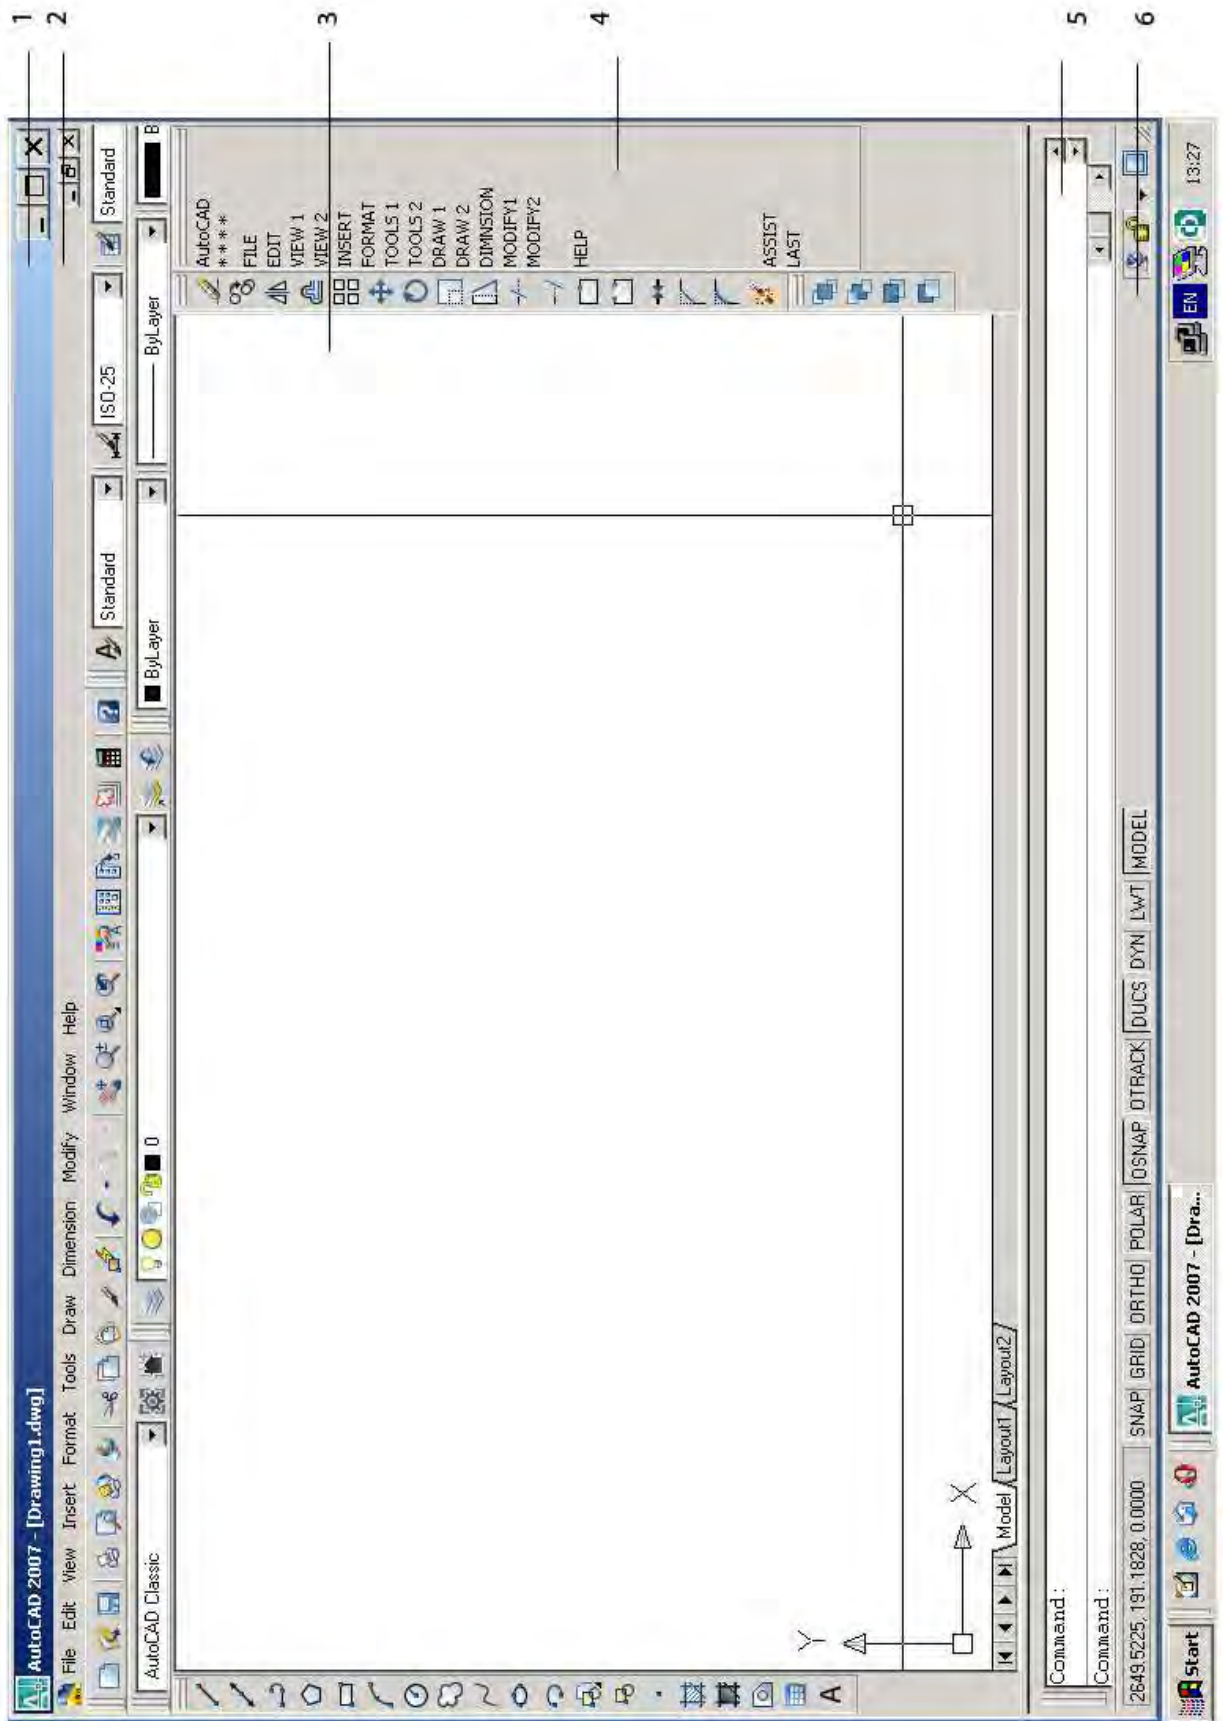 1
2
3
4
5
6
AutoCAD 2007 - [Drawing1.dwg]
File Edit View Insert Format Tools Draw Dimension Modify Window Help
Standard ISO-25 Standard
AutoCAD Classic 0 ByLayer ByLayer B
AutoCAD
* * * *
FILE
EDIT
VIEW 1
VIEW 2
INSERT
FORMAT
TOOLS 1
TOOLS 2
DRAW 1
DRAW 2
DIMNSION
MODIFY1
MODIFY2
HELP
ASSIST
LAST
A
Y
X
Model Layout1 Layout2
Command:
Command:
2649.5225, 191.1828, 0.0000 SNAP GRID ORTHO POLAR OSNAP OTRACK DUCS DYN LWT MODEL
Start AutoCAD 2007 - [Dra... EN 13:27